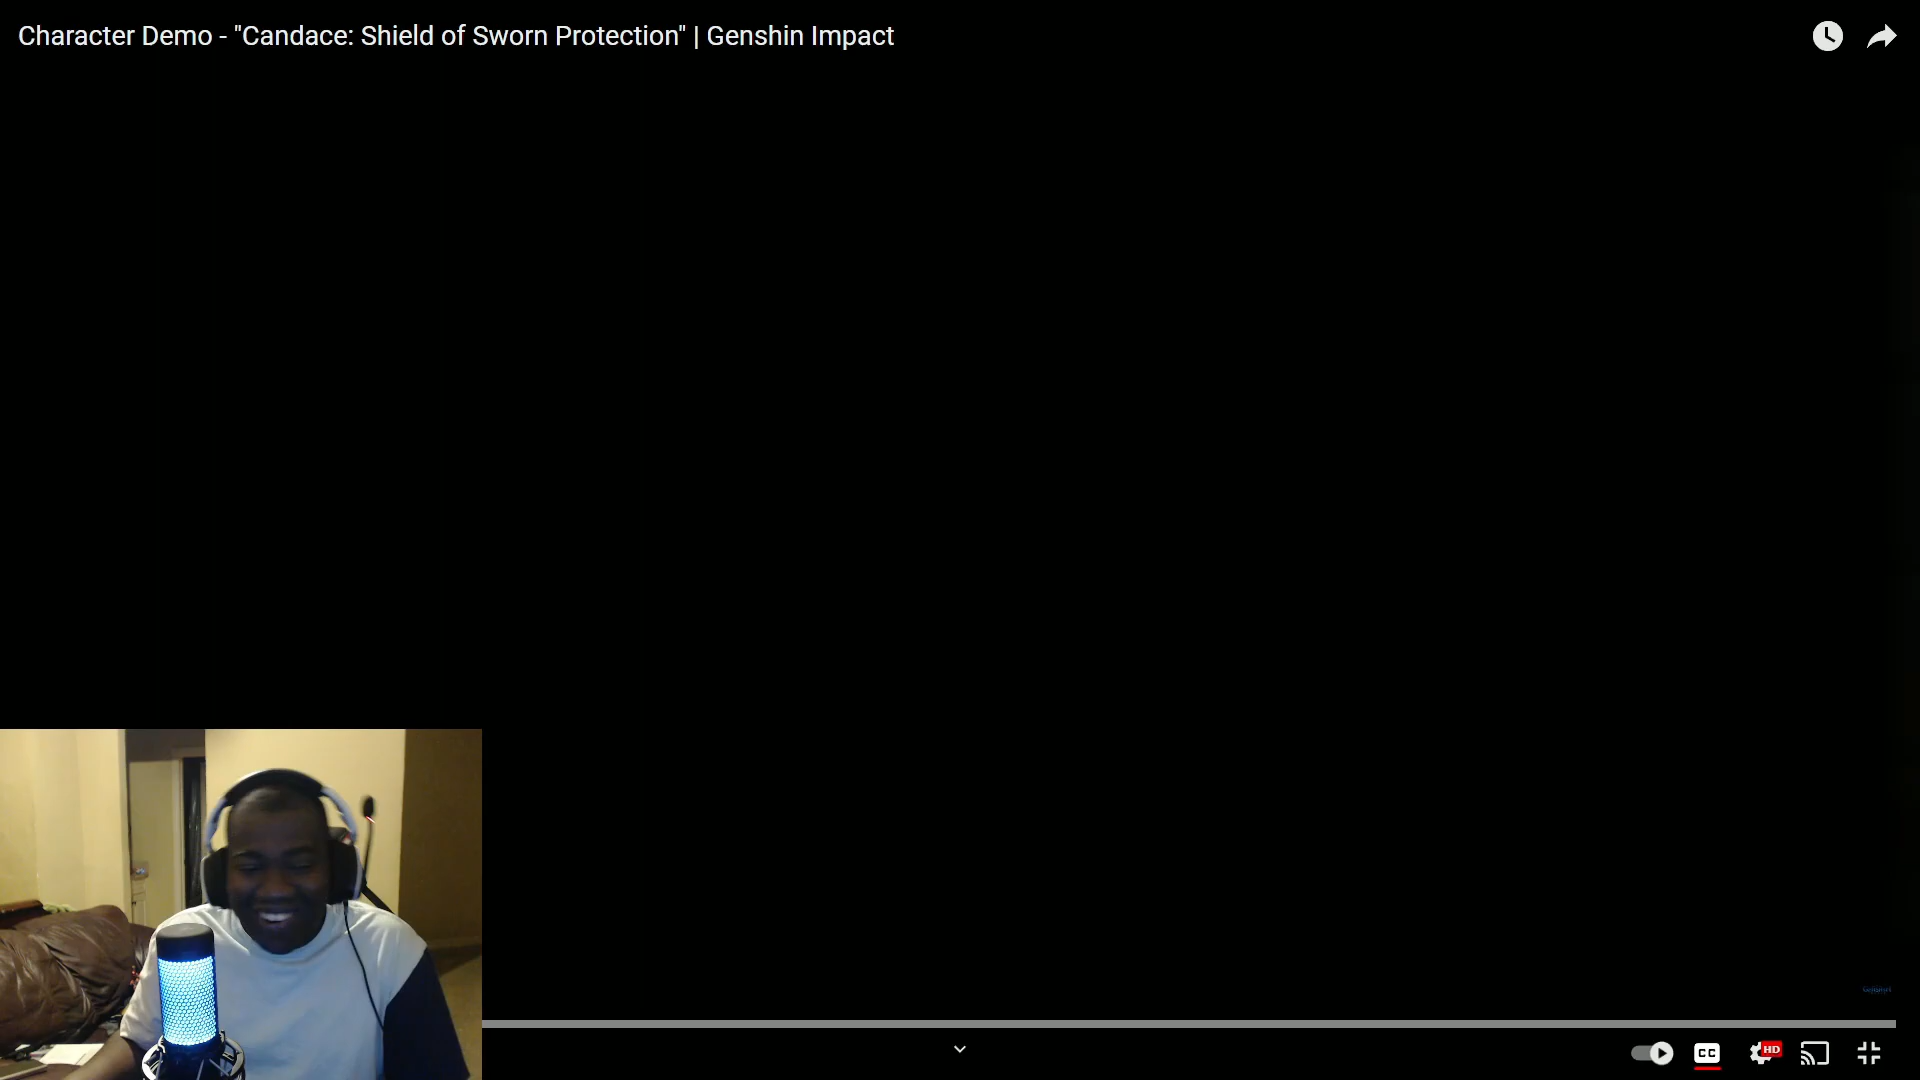 Character Demo - "Candace: Shield of Sworn Protection" | Genshin Impact
CC
HD